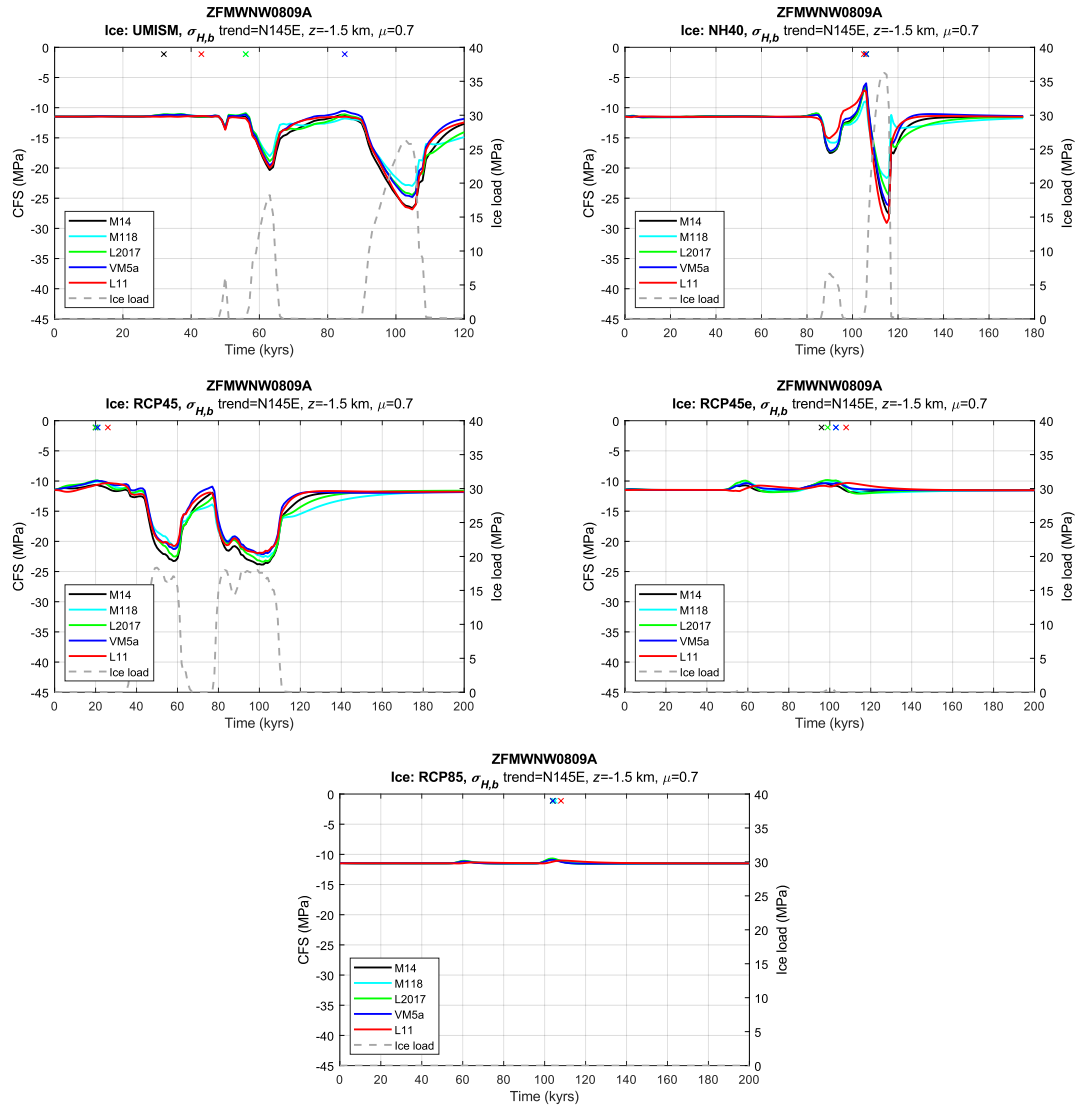 ZFMWNW0809A
Ice: UMISM, σH,b trend=N145E, z=-1.5 km, μ=0.7
0
-5
-10
-15
-20
-25
-30
-35
-40
-45
CFS (MPa)
40
35
30
25
20
15
10
5
0
Ice load (MPa)
M14
M118
L2017
VM5a
L11
Ice load
0 20 40 60 80 100 120
Time (kyrs)
ZFMWNW0809A
Ice: NH40, σH,b trend=N145E, z=-1.5 km, μ=0.7
0
-5
-10
-15
-20
-25
-30
-35
-40
-45
CFS (MPa)
40
35
30
25
20
15
10
5
0
Ice load (MPa)
M14
M118
L2017
VM5a
L11
Ice load
0 20 40 60 80 100 120 140 160 180
Time (kyrs)
ZFMWNW0809A
Ice: RCP45, σH,b trend=N145E, z=-1.5 km, μ=0.7
0
-5
-10
-15
-20
-25
-30
-35
-40
-45
CFS (MPa)
40
35
30
25
20
15
10
5
0
Ice load (MPa)
M14
M118
L2017
VM5a
L11
Ice load
0 20 40 60 80 100 120 140 160 180 200
Time (kyrs)
ZFMWNW0809A
Ice: RCP45e, σH,b trend=N145E, z=-1.5 km, μ=0.7
0
-5
-10
-15
-20
-25
-30
-35
-40
-45
CFS (MPa)
40
35
30
25
20
15
10
5
0
Ice load (MPa)
M14
M118
L2017
VM5a
L11
Ice load
0 20 40 60 80 100 120 140 160 180 200
Time (kyrs)
ZFMWNW0809A
Ice: RCP85, σH,b trend=N145E, z=-1.5 km, μ=0.7
0
-5
-10
-15
-20
-25
-30
-35
-40
-45
CFS (MPa)
40
35
30
25
20
15
10
5
0
Ice load (MPa)
M14
M118
L2017
VM5a
L11
Ice load
0 20 40 60 80 100 120 140 160 180 200
Time (kyrs)